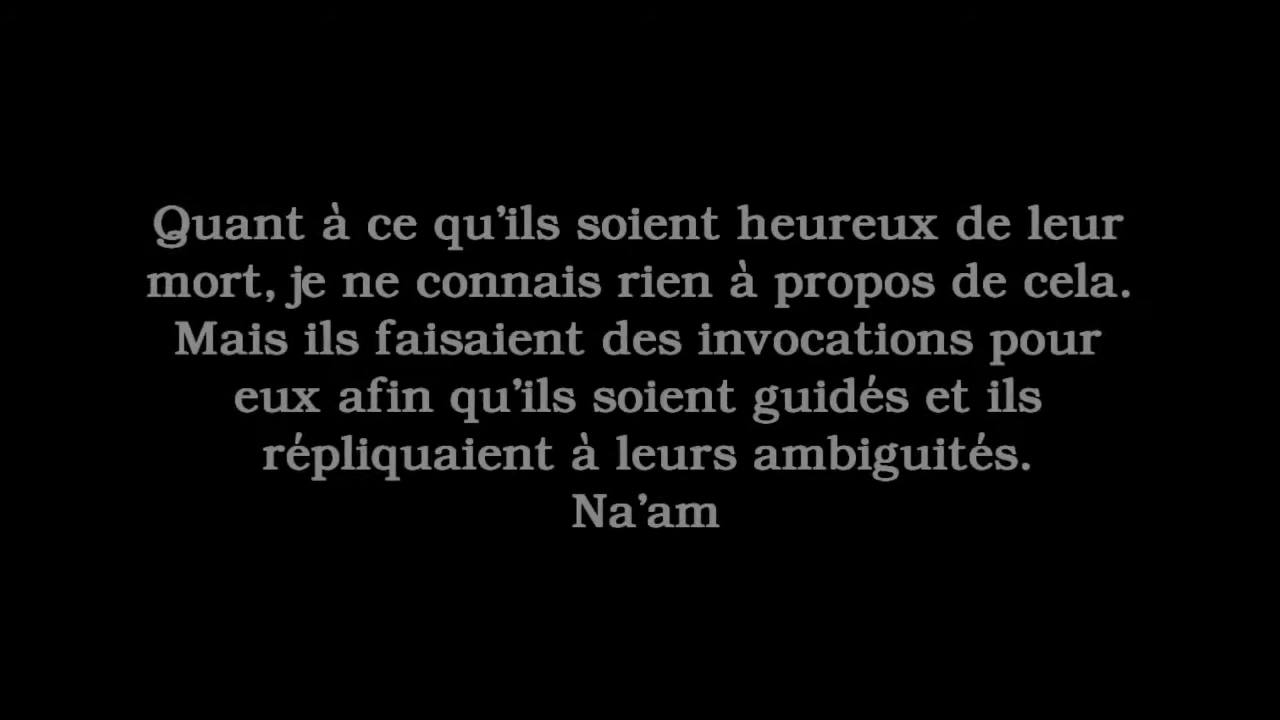 Quant à ce qu'ils soient heureux de leur
mort, je ne connais rien à propos de cela.
Mais ils faisaient des invocations pour
eux afin qu'ils soient guidés et ils
répliquaient à leurs ambiguités.
Na'am